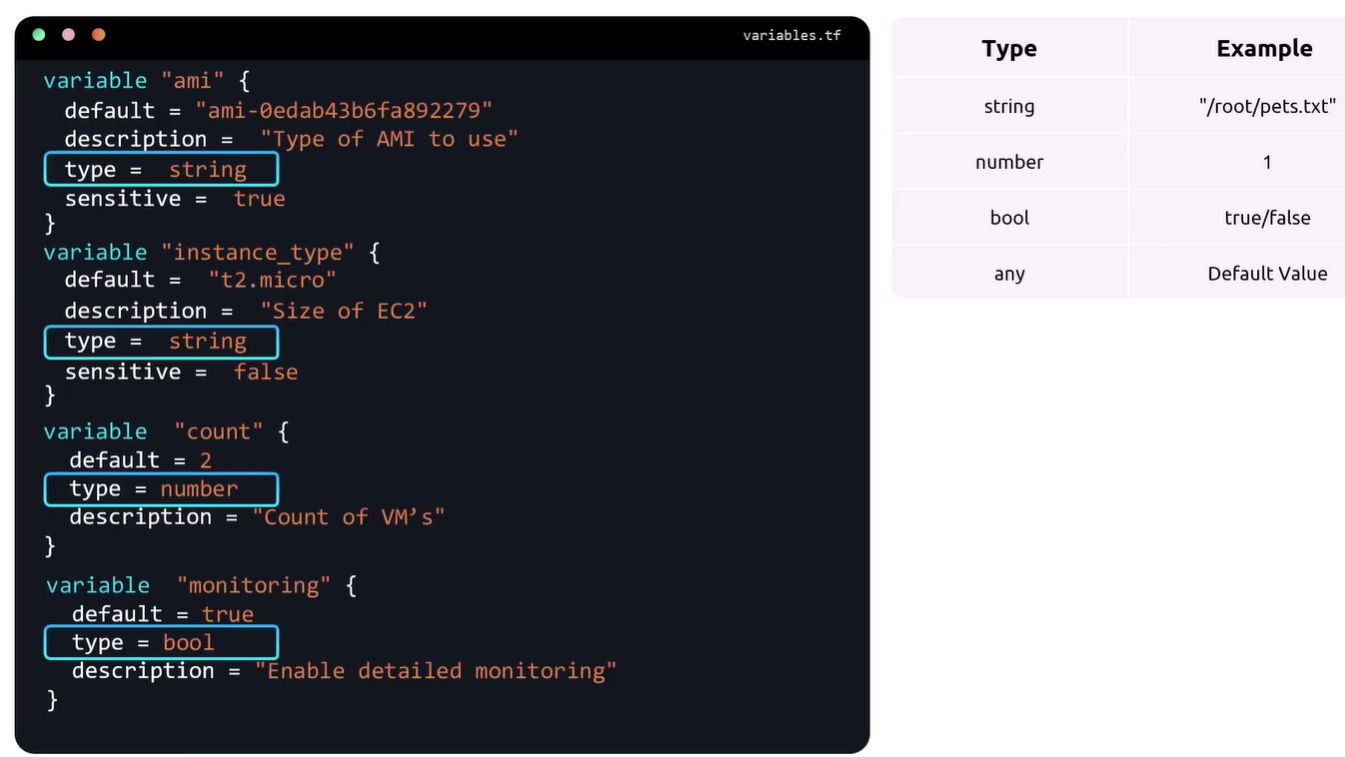 variables.tf
variable "ami" {
default = "ami-0edab43b6fa892279"
description = "Type of AMI to use"
type = string
sensitive = true
}
variable "instance_type" {
default = "t2.micro"
description = "Size of EC2"
type = string
sensitive = false
}
variable "count" {
default = 2
type = number
description = "Count of VM’s"
}
variable "monitoring" {
default = true
type = bool
description = "Enable detailed monitoring"
}
Type Example
string "/root/pets.txt"
number 1
bool true/false
any Default Value